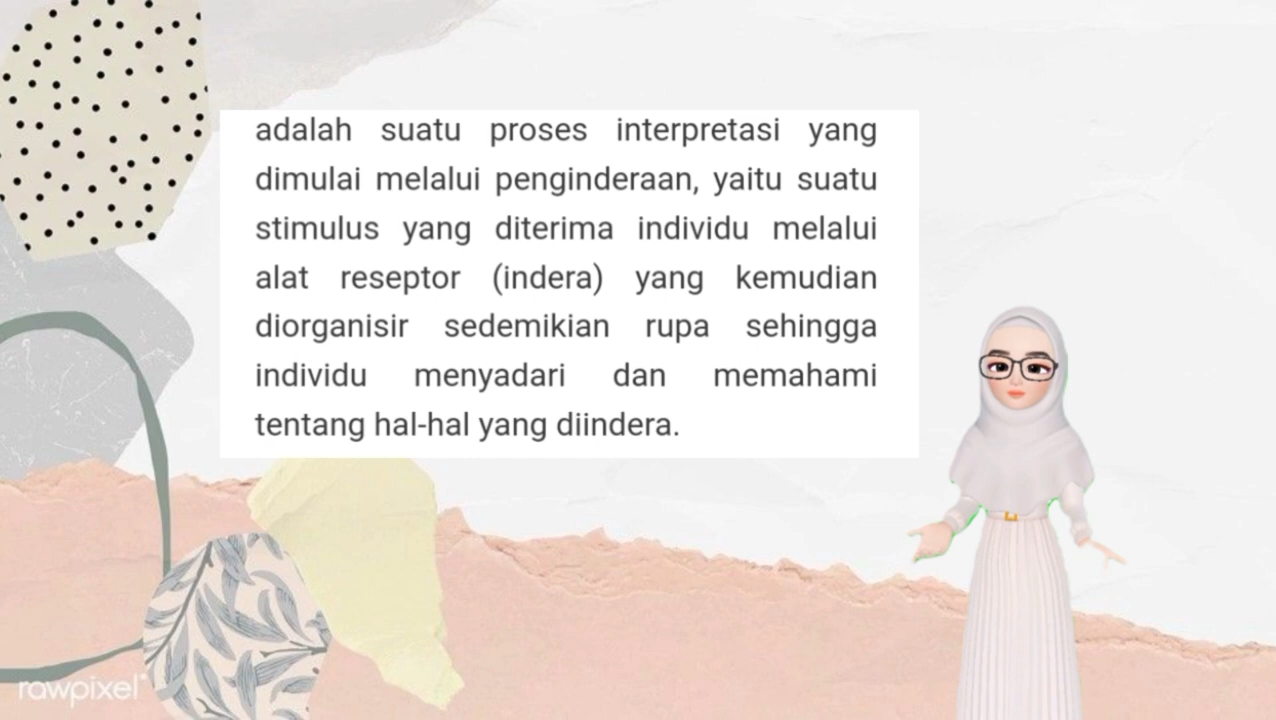 adalah suatu proses interpretasi yang
dimulai melalui penginderaan, yaitu suatu
stimulus yang diterima individu melalui
alat reseptor (indera) yang kemudian
diorganisir sedemikian rupa sehingga
individu menyadari dan memahami
tentang hal-hal yang diindera.
rawpixel